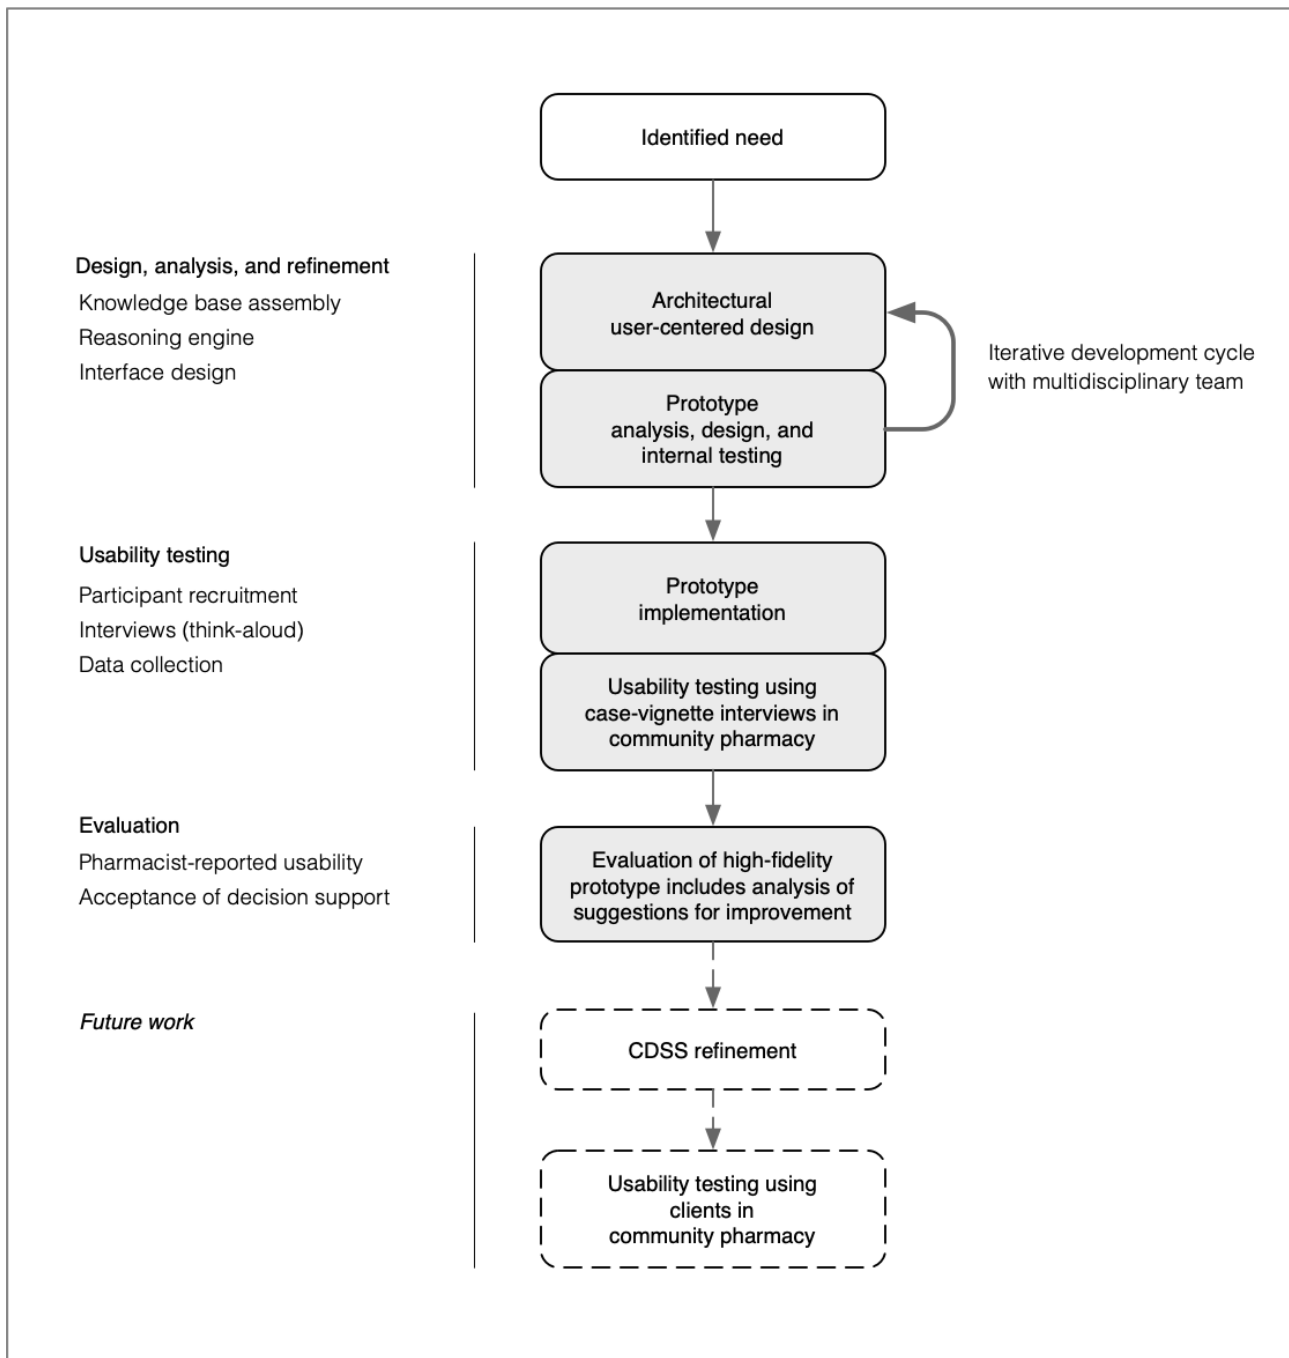 Identified need
Design, analysis, and refinement
Knowledge base assembly
Reasoning engine
Interface design
Architectural
user-centered design
Prototype
analysis, design, and
internal testing
Iterative development cycle
with multidisciplinary team
Usability testing
Participant recruitment
Interviews (think-aloud)
Data collection
Prototype
implementation
Usability testing using
case-vignette interviews in
community pharmacy
Evaluation
Pharmacist-reported usability
Acceptance of decision support
Evaluation of high-fidelity
prototype includes analysis of
suggestions for improvement
Future work
CDSS refinement
Usability testing using
clients in
community pharmacy